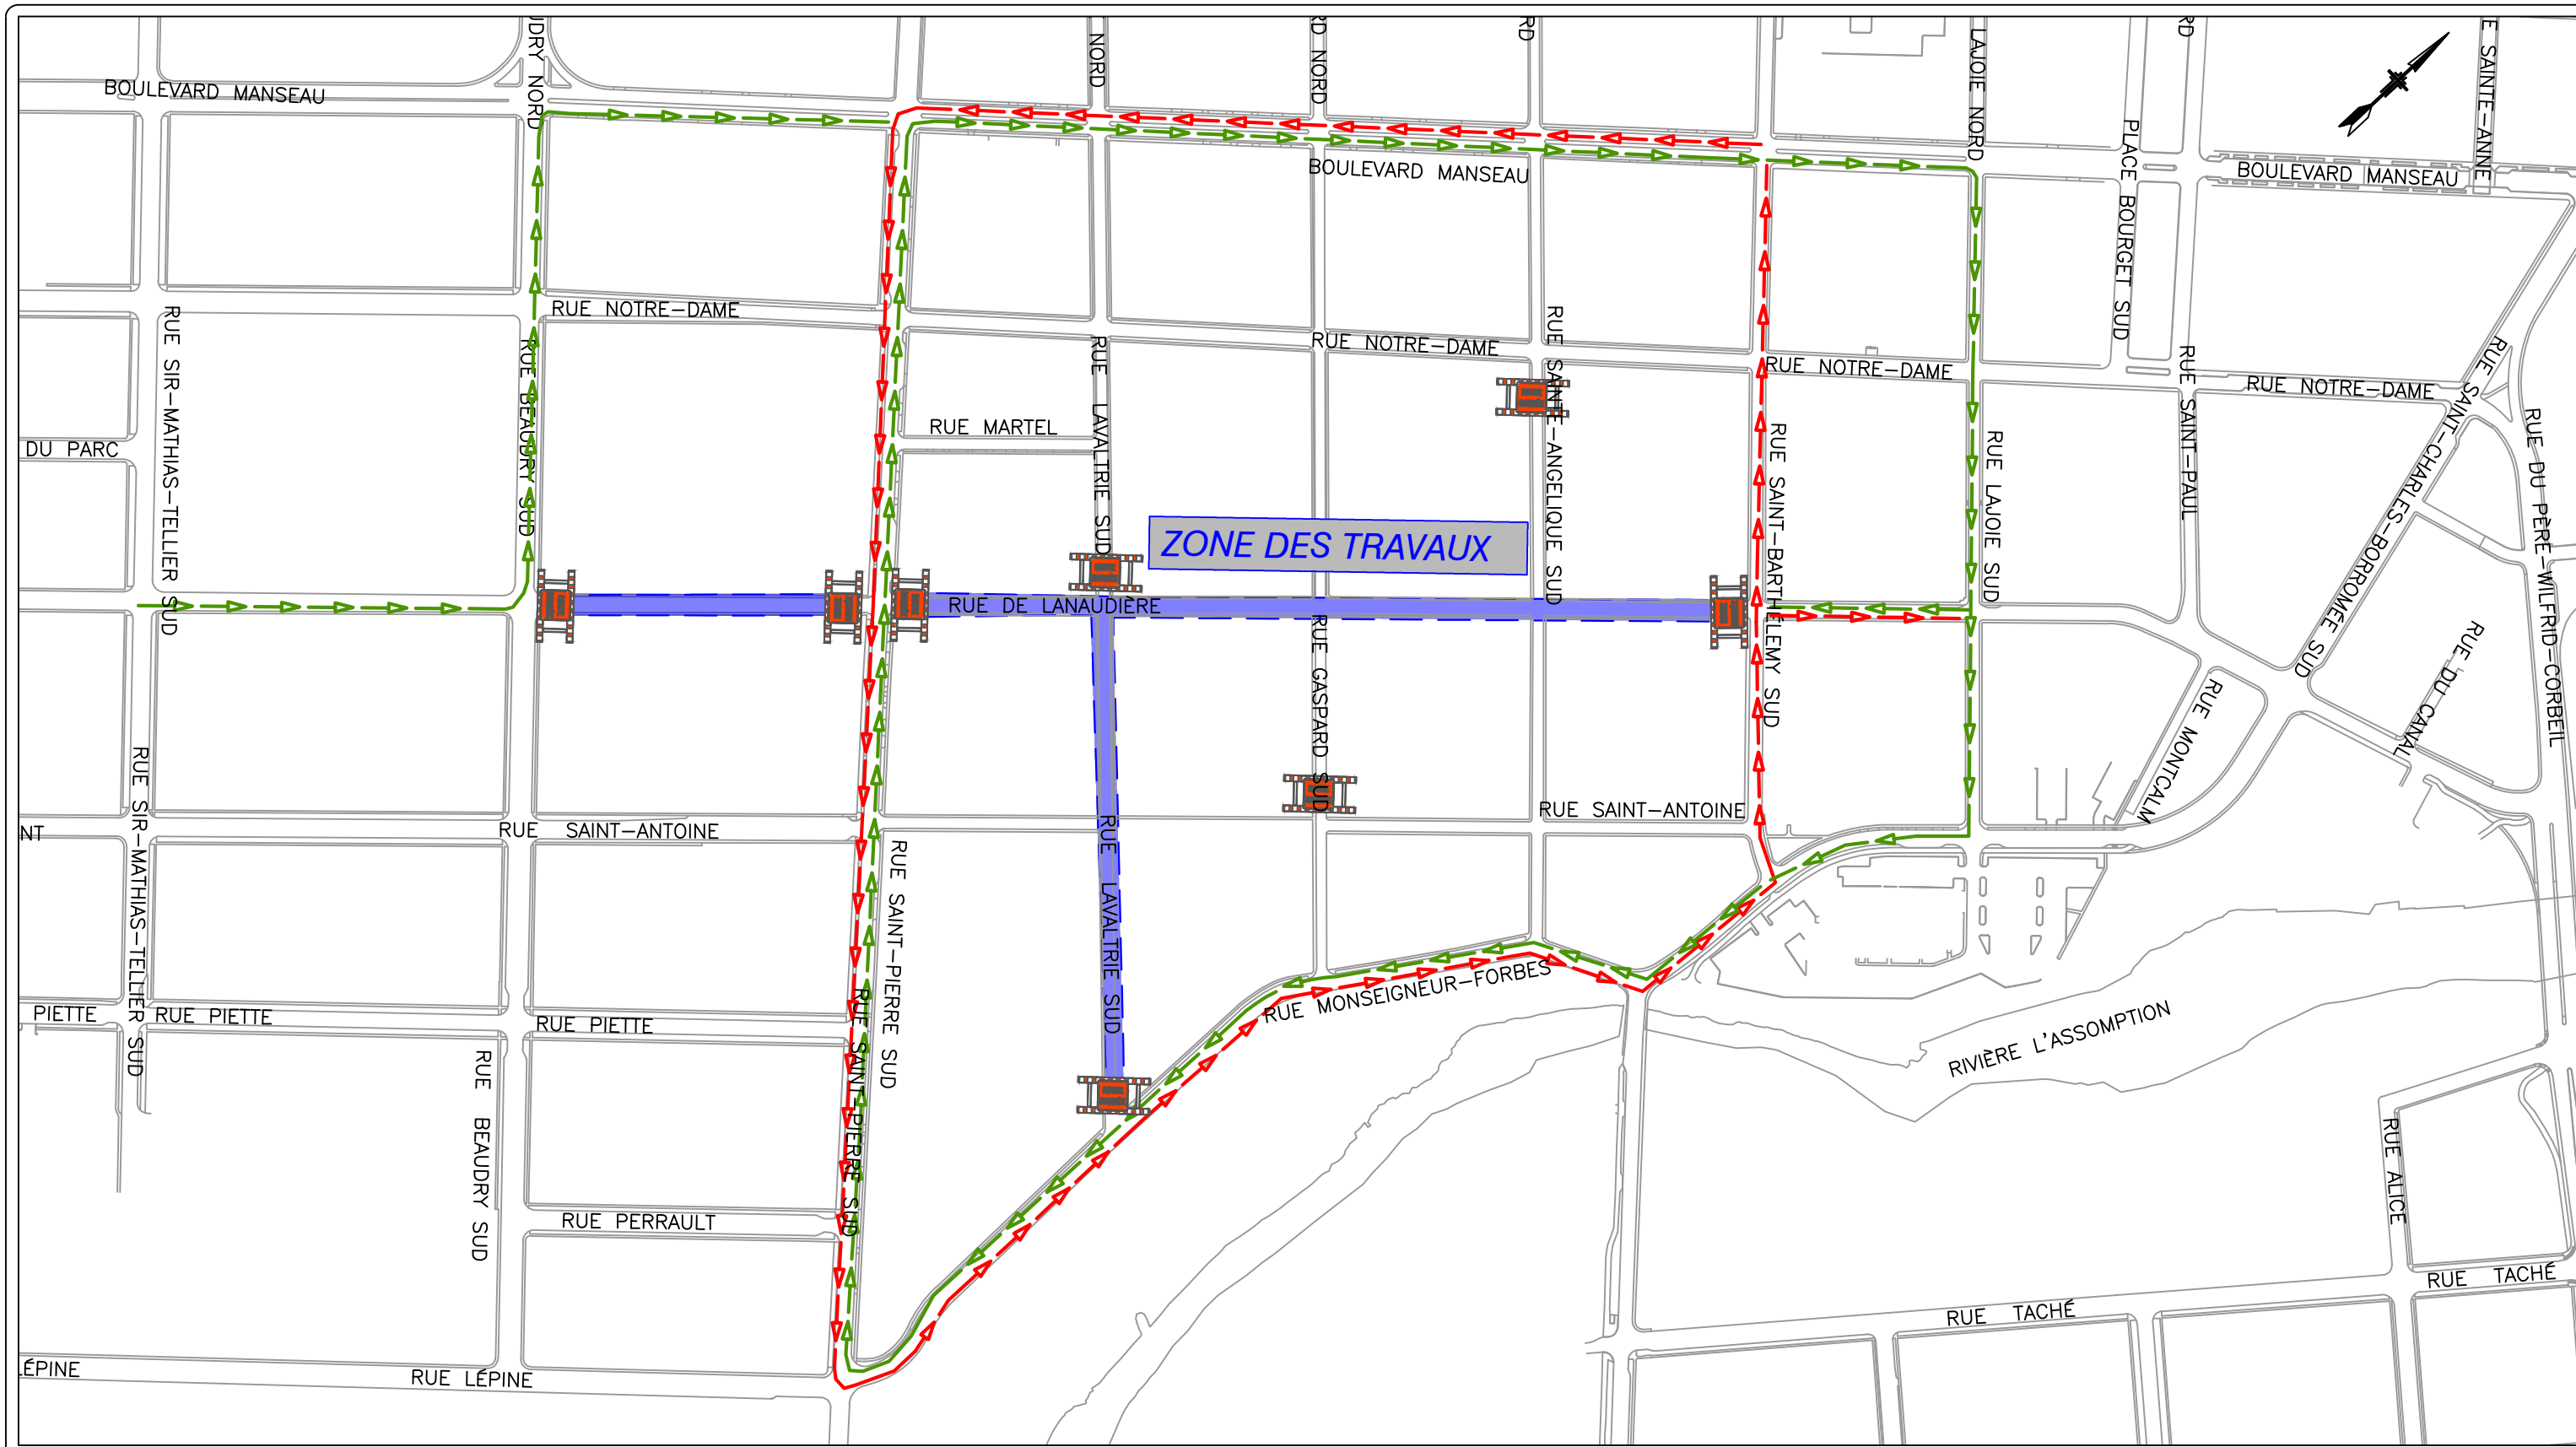 BOULEVARD MANSEAU
UDRY NORD
NORD
RD NORD
RD
LAJOIE NORD
RD
E SAINTE-ANNE
BOULEVARD MANSEAU
PLACE BOURGET SUD
BOULEVARD MANSEAU
RUE SIR-MATHIAS-TELLIER SUD
RUE BEAUDRY SUD
RUE NOTRE-DAME
RUE LAVALTRIE SUD
RUE NOTRE-DAME
RUE SAINTE-ANGELIQUE SUD
RUE NOTRE-DAME
RUE SAINT-PAUL
RUE NOTRE-DAME
RUE SAINT-CHARLES-BORROMÉE SUD
RUE DU PÈRE-WILFRID-CORBEIL
DU PARC
RUE MARTEL
RUE SAINT-BARTHÉLEMY SUD
RUE LAJOIE SUD
ZONE DES TRAVAUX
RUE DE LANAUDIÈRE
RUE GASPARD SUD
RUE DU CANAL
RUE MONTCALM
RUE SIR-MATHIAS-TELLIER SUD
NT
RUE SAINT-ANTOINE
RUE SAINT-PIERRE SUD
RUE LAVALTRIE SUD
RUE SAINT-ANTOINE
PIETTE
RUE PIETTE
RUE PIETTE
RUE SAINT-PIERRE SUD
RUE MONSEIGNEUR-FORBES
RIVIÈRE L'ASSOMPTION
RUE BEAUDRY SUD
RUE PERRAULT
RUE ALICE
RUE TACHÉ
RUE TACHÉ
ÉPINE
RUE LÉPINE